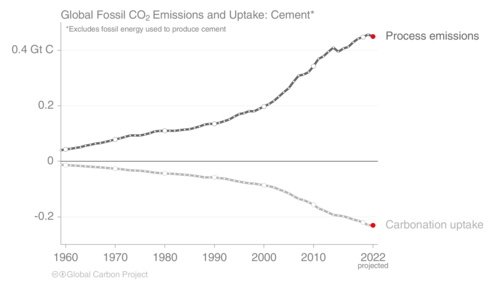 Global Fossil CO₂ Emissions and Uptake: Cement*
*Excludes fossil energy used to produce cement
0.4 Gt C
Process emissions
0.2
0
-0.2
Carbonation uptake
1960 1970 1980 1990 2000 2010 2022
projected
Global Carbon Project